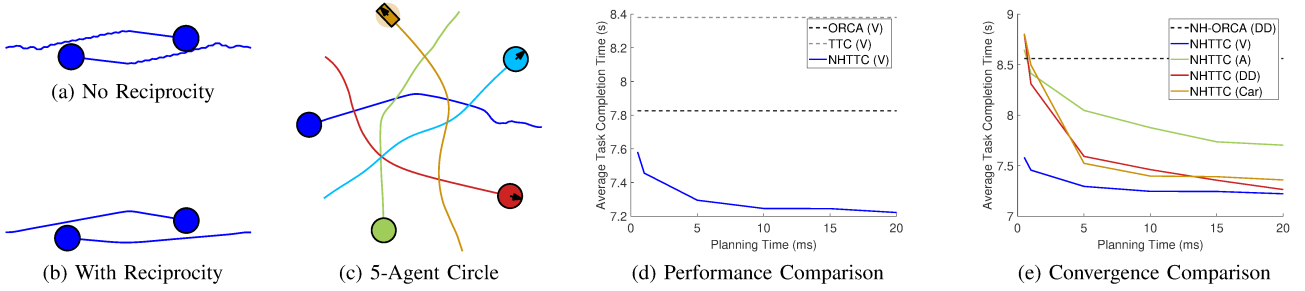 (a) No Reciprocity
(b) With Reciprocity
(c) 5-Agent Circle
Average Task Completion Time (s)
8.4
8.2
8
7.8
7.6
7.4
7.2
0
5
10
15
20
Planning Time (ms)
ORCA (V)
TTC (V)
NHTTC (V)
(d) Performance Comparison
Average Task Completion Time (s)
9
8.5
8
7.5
7
0
5
10
15
20
Planning Time (ms)
NH-ORCA (DD)
NHTTC (V)
NHTTC (A)
NHTTC (DD)
NHTTC (Car)
(e) Convergence Comparison